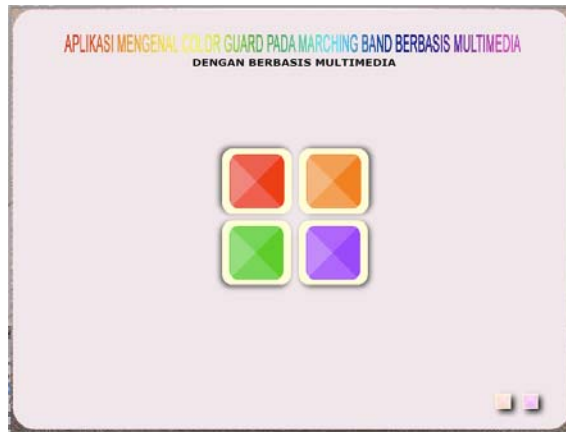 APLIKASI MENGENAL COLOR GUARD PADA MARCHING BAND BERBASIS MULTIMEDIA
DENGAN BERBASIS MULTIMEDIA